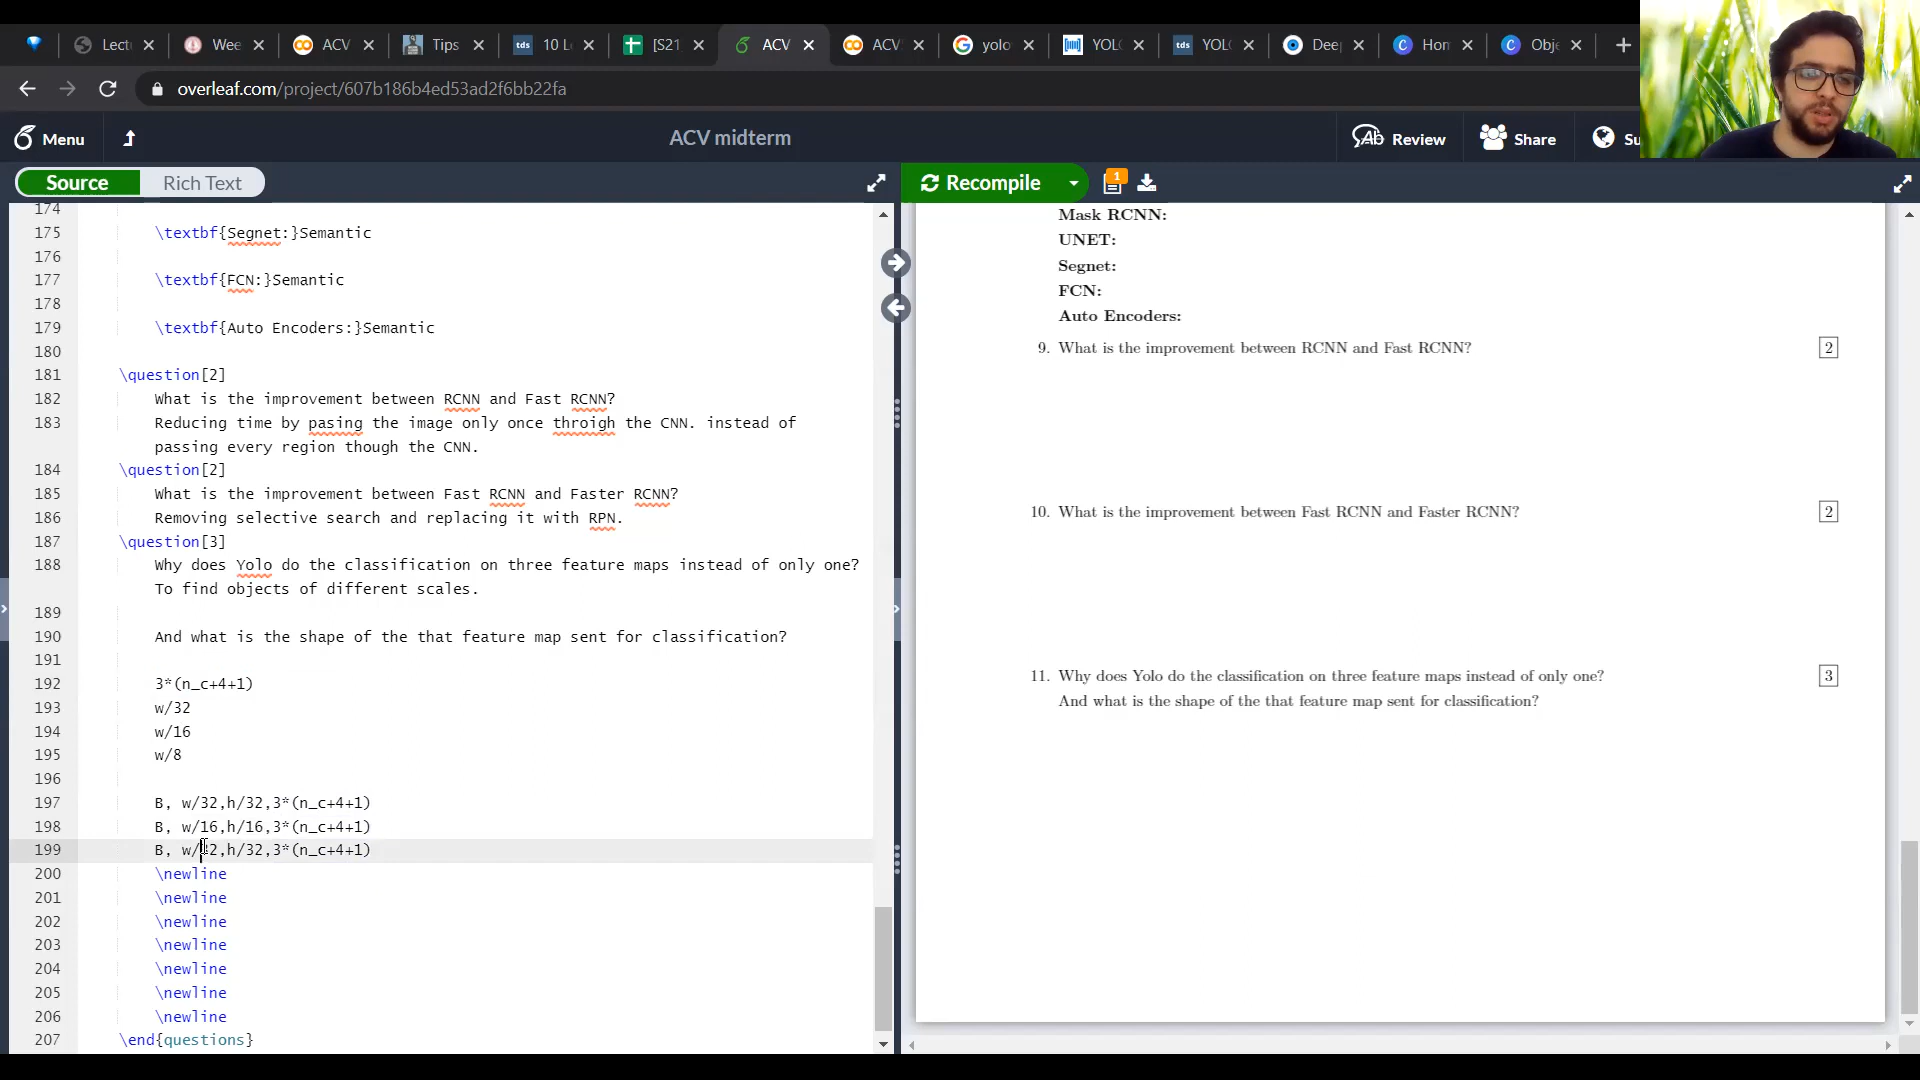 Lectu
Wee
ACV
Tips
tds
10 Le
[S21
ACV
ACV
yolo
YOL
tds
YOL
Dee
Hom
Obje
overleaf.com/project/607b186b4ed53ad2f6bb22fa
Menu
ACV midterm
Review
Share
Su
Source
Rich Text
Recompile
1
174
175 \textbf{Segnet:}Semantic
176
177 \textbf{FCN:}Semantic
178
179 \textbf{Auto Encoders:}Semantic
180
181 \question[2]
182 What is the improvement between RCNN and Fast RCNN?
183 Reducing time by pasing the image only once throigh the CNN. instead of
passing every region though the CNN.
184 \question[2]
185 What is the improvement between Fast RCNN and Faster RCNN?
186 Removing selective search and replacing it with RPN.
187 \question[3]
188 Why does Yolo do the classification on three feature maps instead of only one?
To find objects of different scales.
189
190 And what is the shape of the that feature map sent for classification?
191
192 3*(n_c+4+1)
193 w/32
194 w/16
195 w/8
196
197 B, w/32,h/32,3*(n_c+4+1)
198 B, w/16,h/16,3*(n_c+4+1)
199 B, w/32,h/32,3*(n_c+4+1)
200 \newline
201 \newline
202 \newline
203 \newline
204 \newline
205 \newline
206 \newline
207 \end{questions}
Mask RCNN:
UNET:
Segnet:
FCN:
Auto Encoders:
9. What is the improvement between RCNN and Fast RCNN? 2
10. What is the improvement between Fast RCNN and Faster RCNN? 2
11. Why does Yolo do the classification on three feature maps instead of only one? 3
And what is the shape of the that feature map sent for classification?